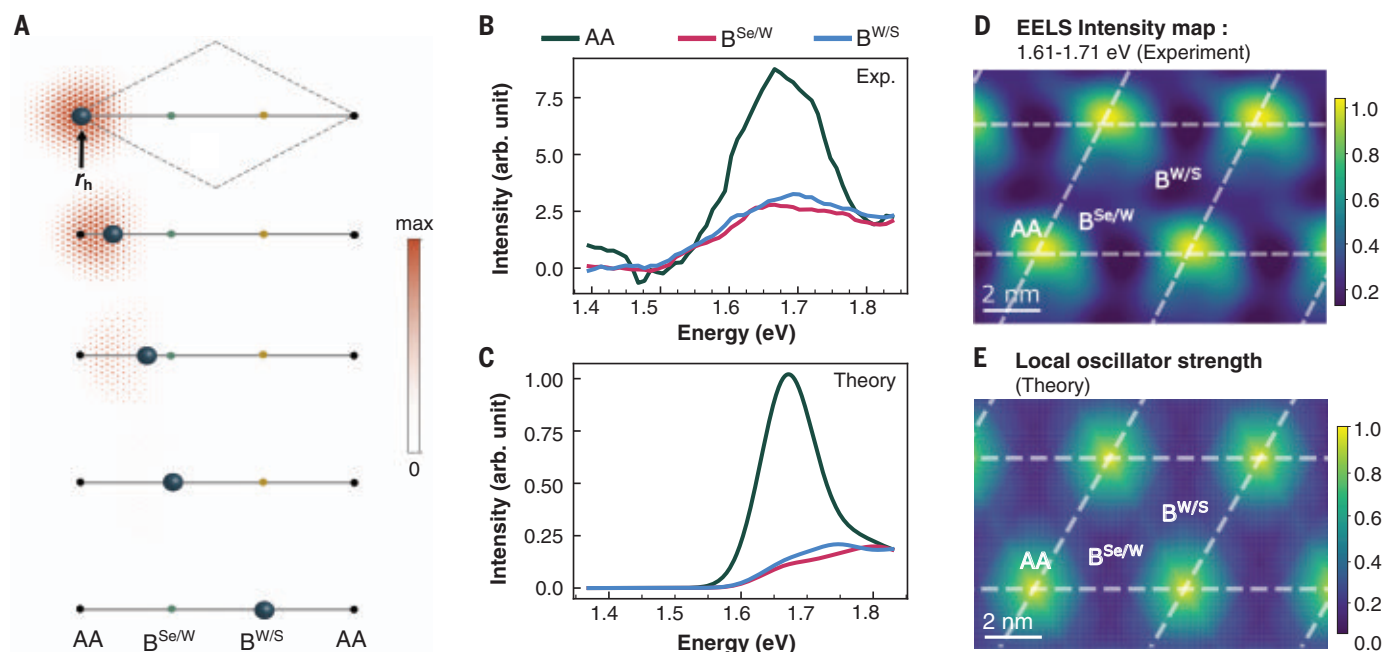 A
r_h
max
0
AA B^Se/W B^W/S AA
B
AA B^Se/W B^W/S
Exp.
7.5
5.0
2.5
0.0
Intensity (arb. unit)
1.4 1.5 1.6 1.7 1.8
Energy (eV)
C
Theory
1.00
0.75
0.50
0.25
0.0
Intensity (arb. unit)
1.4 1.5 1.6 1.7 1.8
Energy (eV)
D EELS Intensity map :
1.61-1.71 eV (Experiment)
B^W/S
B^Se/W
AA
2 nm
1.0
0.8
0.6
0.4
0.2
E Local oscillator strength
(Theory)
B^W/S
B^Se/W
AA
2 nm
1.0
0.8
0.6
0.4
0.2
0.0